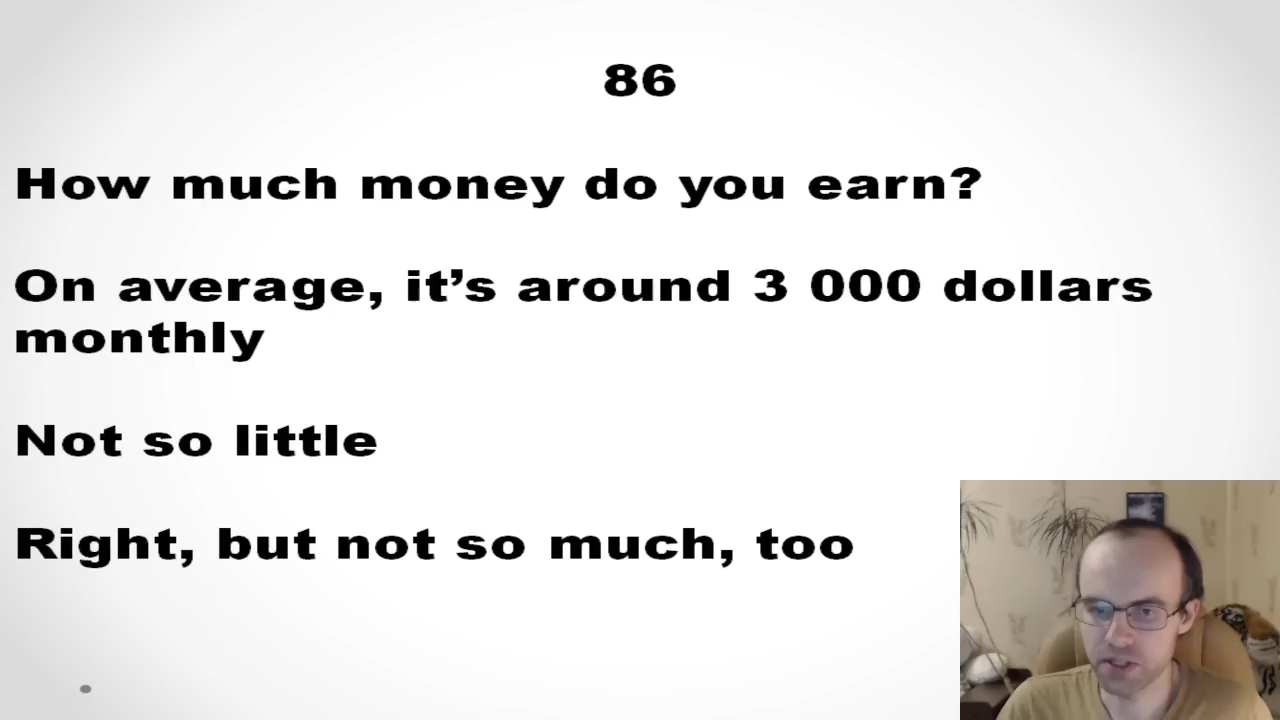 86
How much money do you earn?
On average, it’s around 3 000 dollars
monthly
Not so little
Right, but not so much, too